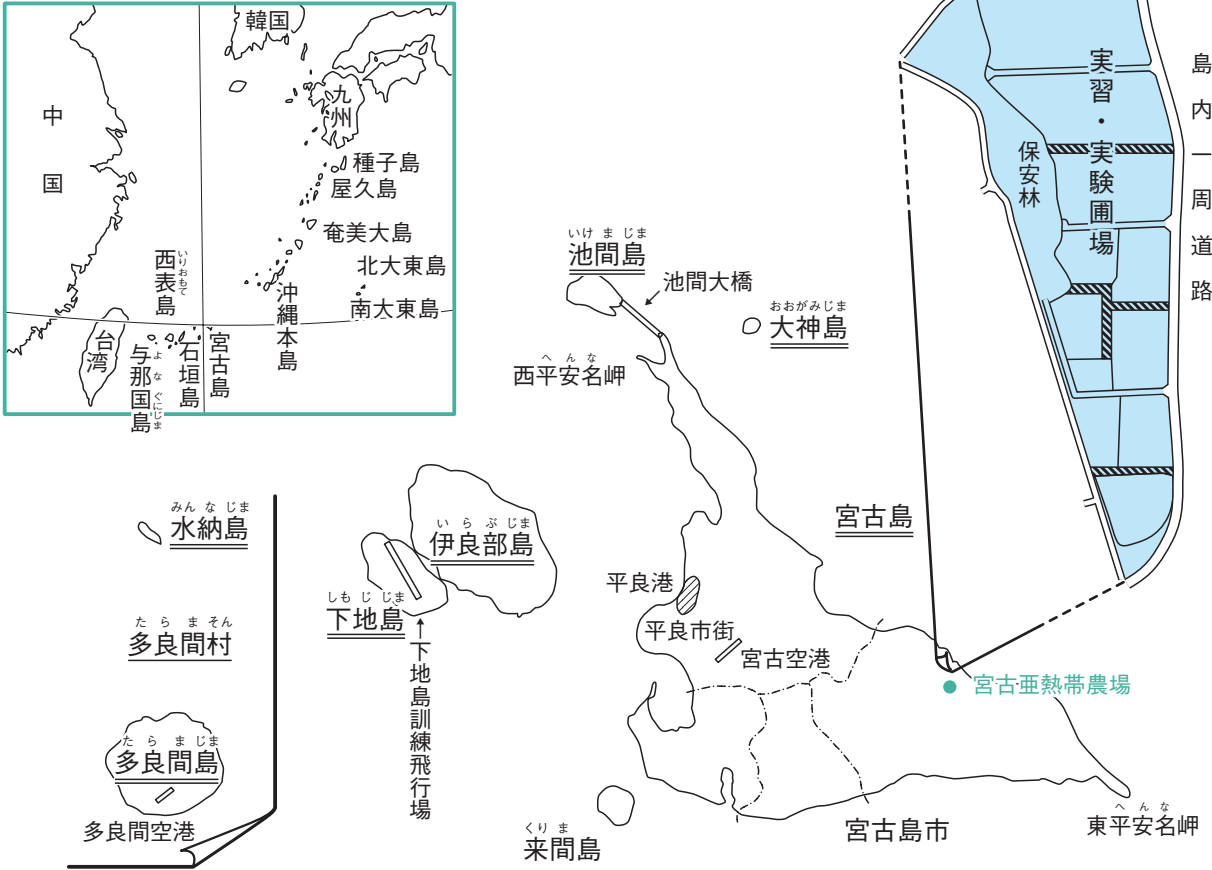 韓国
中国
九州
種子島
屋久島
奄美大島
北大東島
南大東島
沖縄本島
いりおもて
西表島
台湾
よなぐにじま
与那国島
石垣島
宮古島
実習・実験圃場
保安林
島内一周道路
いけまじま
池間島
池間大橋
おおがみじま
大神島
へんな
西平安名岬
みんなじま
水納島
いらぶじま
伊良部島
宮古島
しもじじま
下地島
下地島訓練飛行場
平良港
平良市街
宮古空港
たらまそん
多良間村
宮古亜熱帯農場
たらまじま
多良間島
多良間空港
くりま
来間島
宮古島市
へんな
東平安名岬